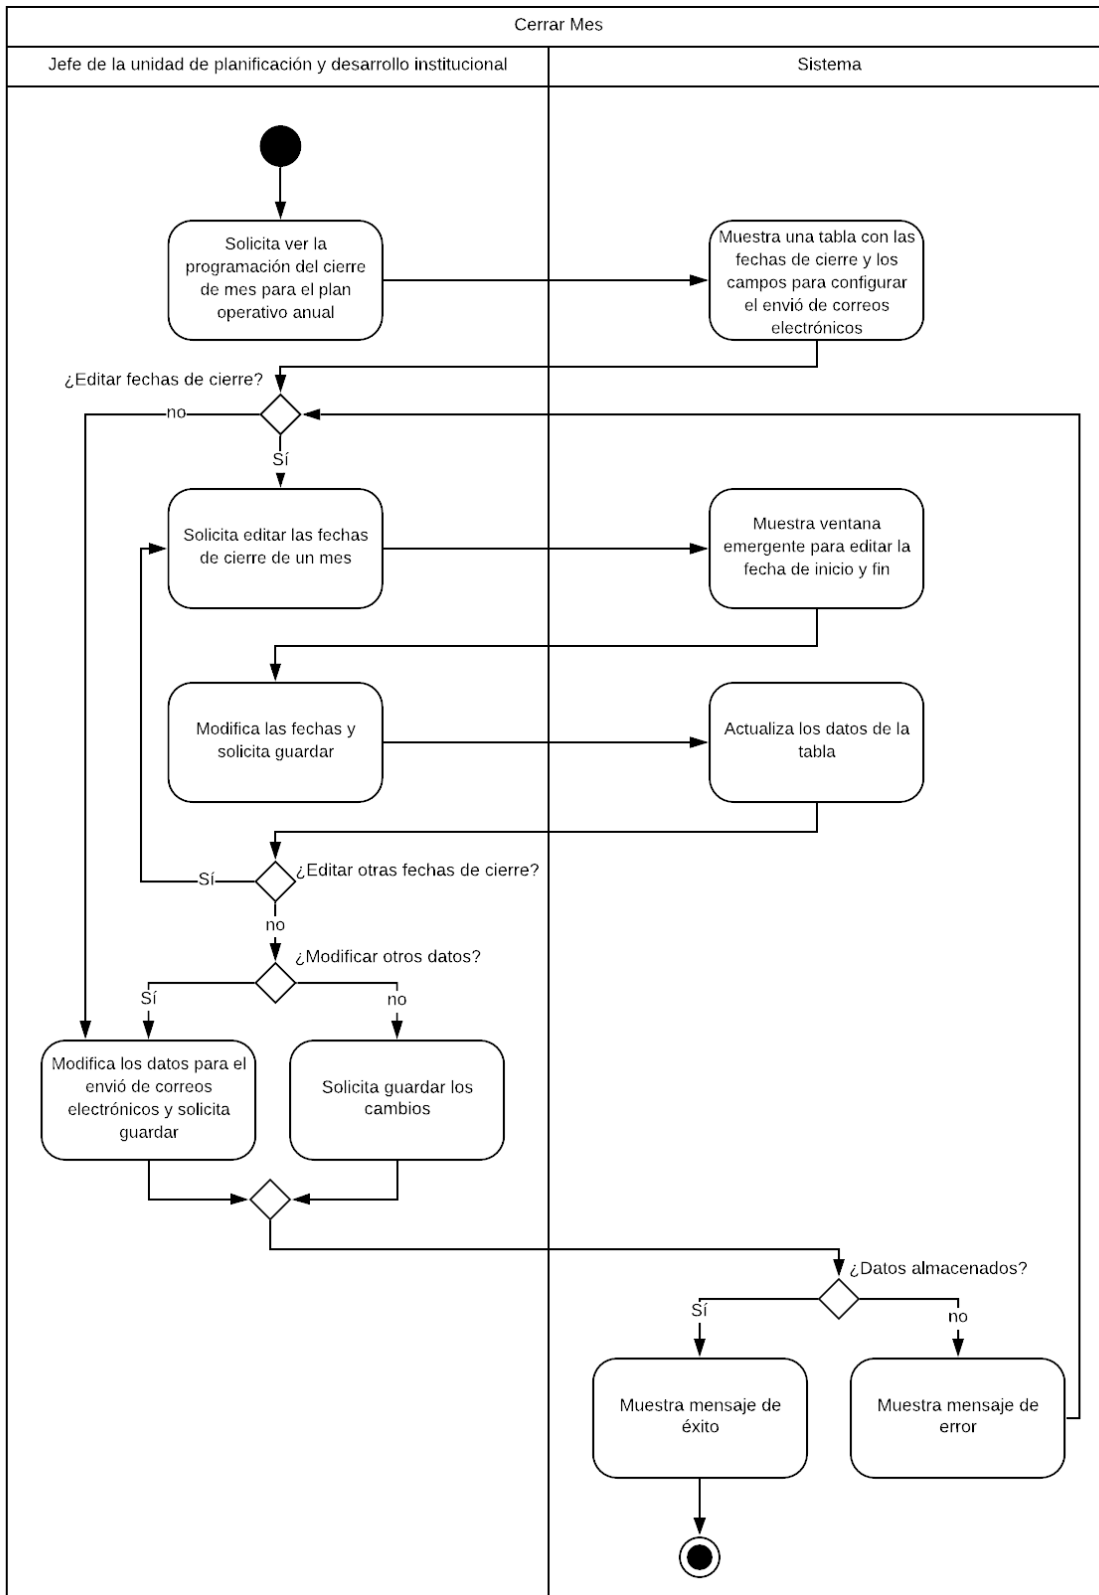 Cerrar Mes
Jefe de la unidad de planificación y desarrollo institucional
Sistema
Solicita ver la
programación del cierre
de mes para el plan
operativo anual
Muestra una tabla con las
fechas de cierre y los
campos para configurar
el envió de correos
electrónicos
¿Editar fechas de cierre?
no
Sí
Solicita editar las fechas
de cierre de un mes
Muestra ventana
emergente para editar la
fecha de inicio y fin
Modifica las fechas y
solicita guardar
Actualiza los datos de la
tabla
¿Editar otras fechas de cierre?
Sí
no
¿Modificar otros datos?
Sí
no
Modifica los datos para el
envió de correos
electrónicos y solicita
guardar
Solicita guardar los
cambios
¿Datos almacenados?
Sí
no
Muestra mensaje de
éxito
Muestra mensaje de
error